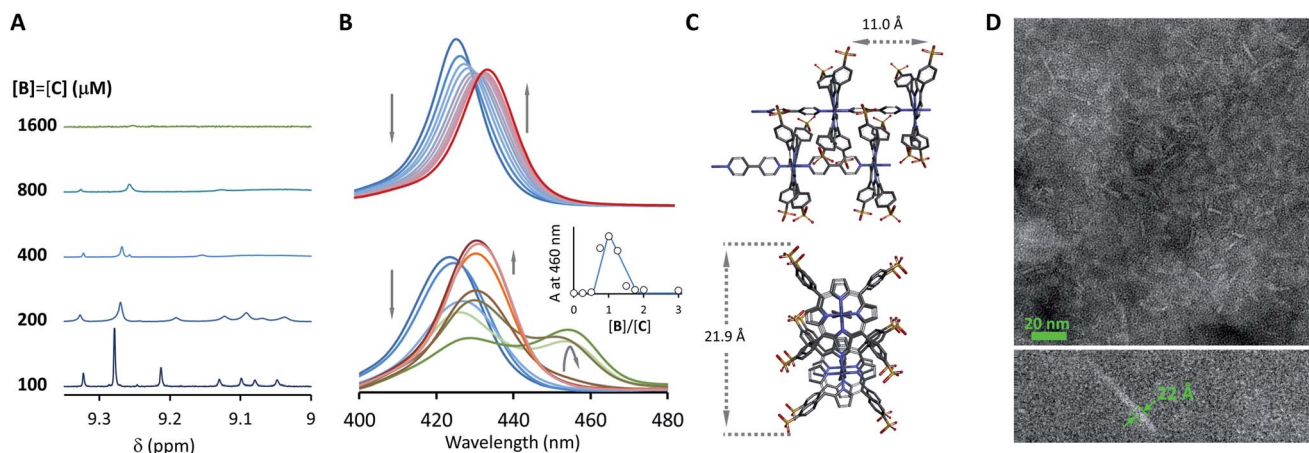 A
[B]=[C] (μM)
1600
800
400
200
100
9.3
9.2
9.1
9
δ (ppm)
B
A at 460 nm
0
1
2
3
[B]/[C]
400
420
440
460
480
Wavelength (nm)
C
11.0 Å
21.9 Å
D
20 nm
22 Å